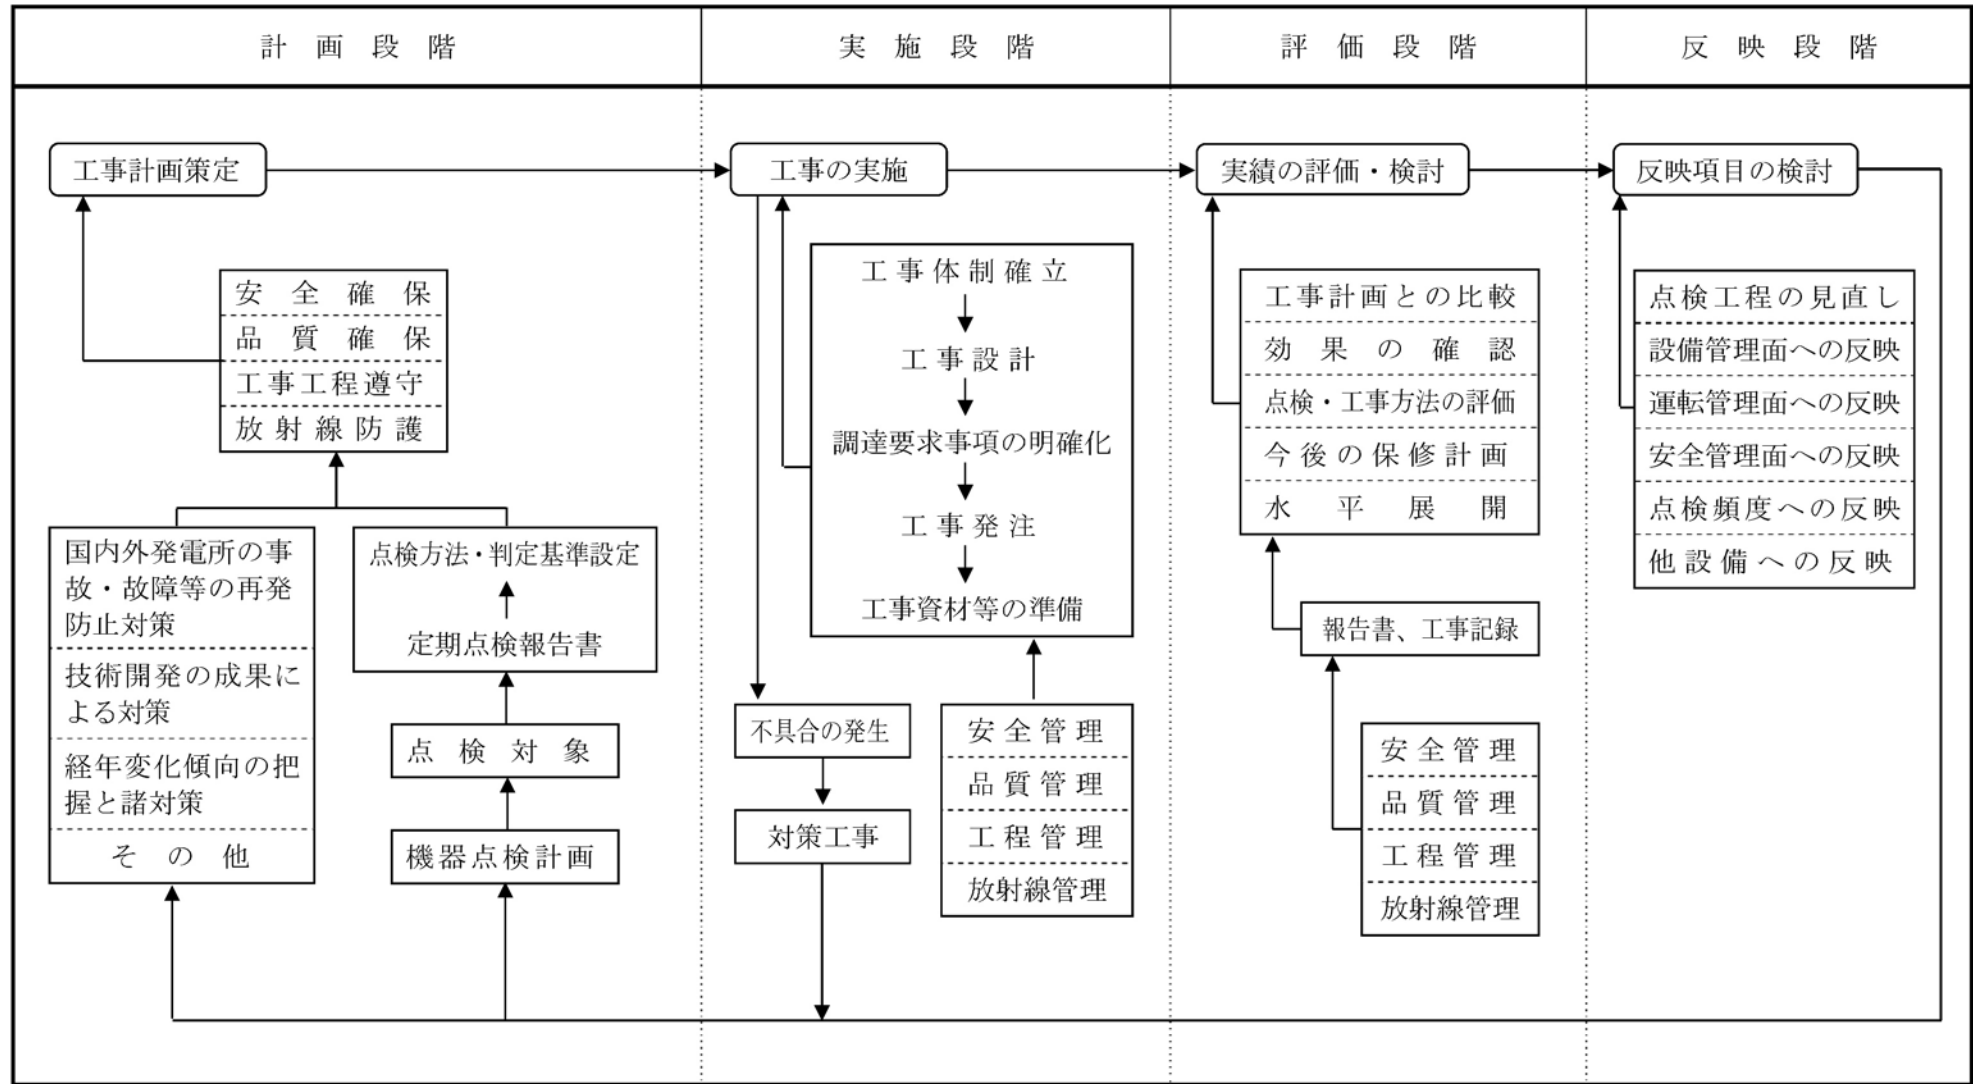 計画段階
実施段階
評価段階
反映段階
工事計画策定
安全確保
品質確保
工事工程遵守
放射線防護
国内外発電所の事
故・故障等の再発
防止対策
技術開発の成果に
よる対策
経年変化傾向の把
握と諸対策
その他
点検方法・判定基準設定
定期点検報告書
点検対象
機器点検計画
工事の実施
工事体制確立
工事設計
調達要求事項の明確化
工事発注
工事資材等の準備
不具合の発生
対策工事
安全管理
品質管理
工程管理
放射線管理
実績の評価・検討
工事計画との比較
効果の確認
点検・工事方法の評価
今後の保修計画
水平展開
報告書、工事記録
安全管理
品質管理
工程管理
放射線管理
反映項目の検討
点検工程の見直し
設備管理面への反映
運転管理面への反映
安全管理面への反映
点検頻度への反映
他設備への反映